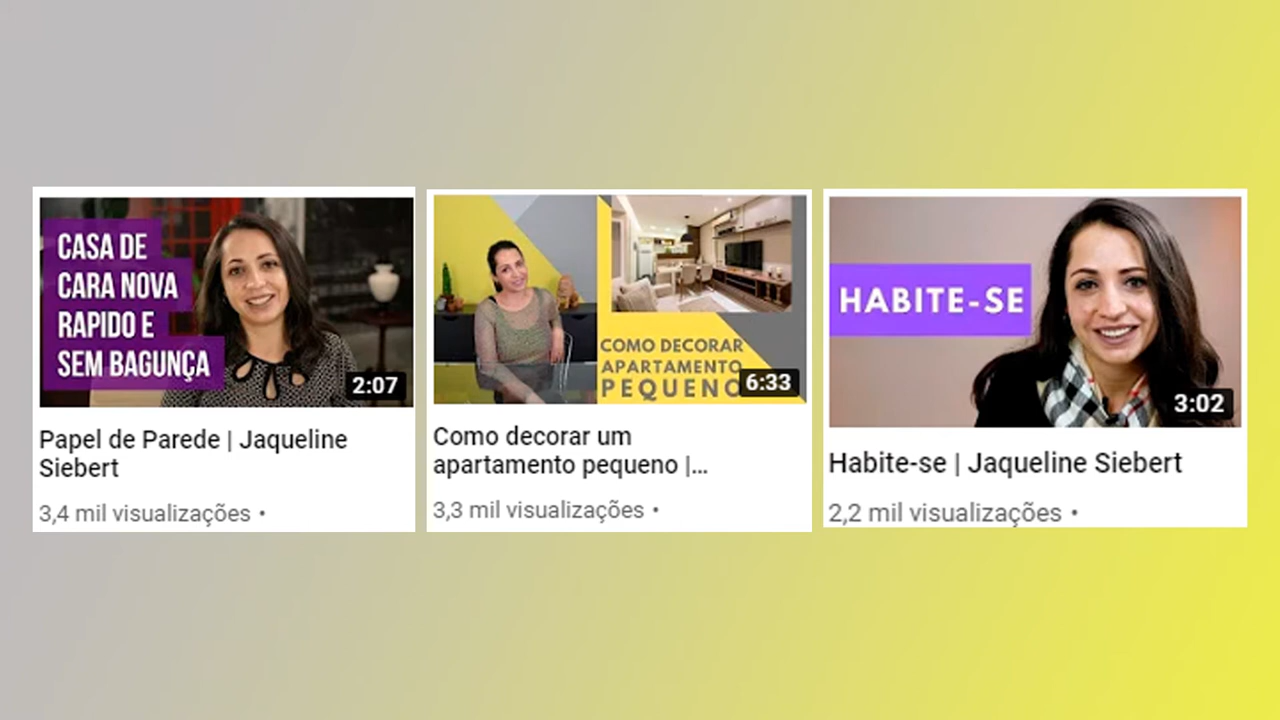 CASA DE
CARA NOVA
RAPIDO E
SEM BAGUNÇA
2:07
Papel de Parede | Jaqueline
Siebert
3,4 mil visualizações •
COMO DECORAR
APARTAMENTO
PEQUENO
6:33
Como decorar um
apartamento pequeno |...
3,3 mil visualizações •
HABITE-SE
3:02
Habite-se | Jaqueline Siebert
2,2 mil visualizações •